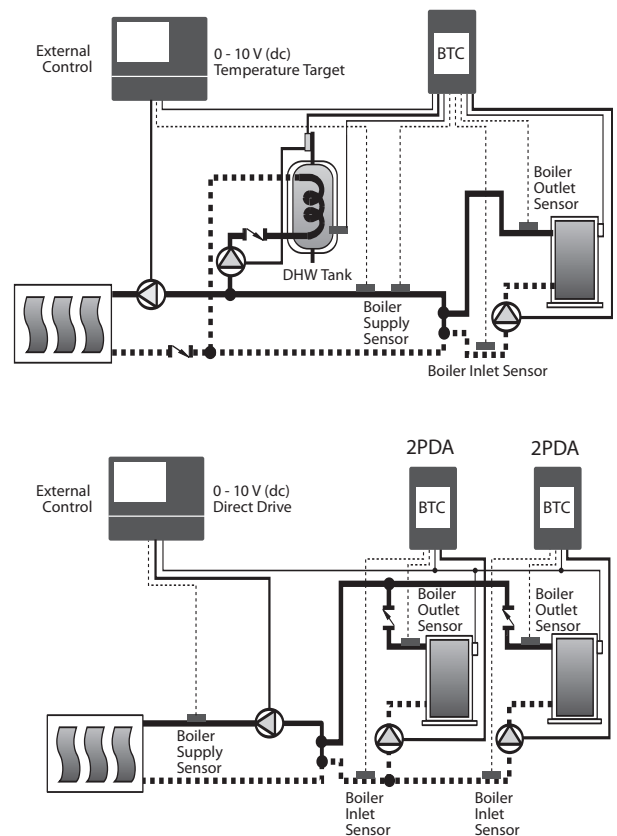 External
Control
0 - 10 V (dc)
Temperature Target
BTC
Boiler
Outlet
Sensor
DHW Tank
Boiler
Supply
Sensor
Boiler Inlet Sensor
2PDA
2PDA
External
Control
0 - 10 V (dc)
Direct Drive
BTC
BTC
Boiler
Outlet
Sensor
Boiler
Outlet
Sensor
Boiler
Supply
Sensor
Boiler
Inlet
Sensor
Boiler
Inlet
Sensor